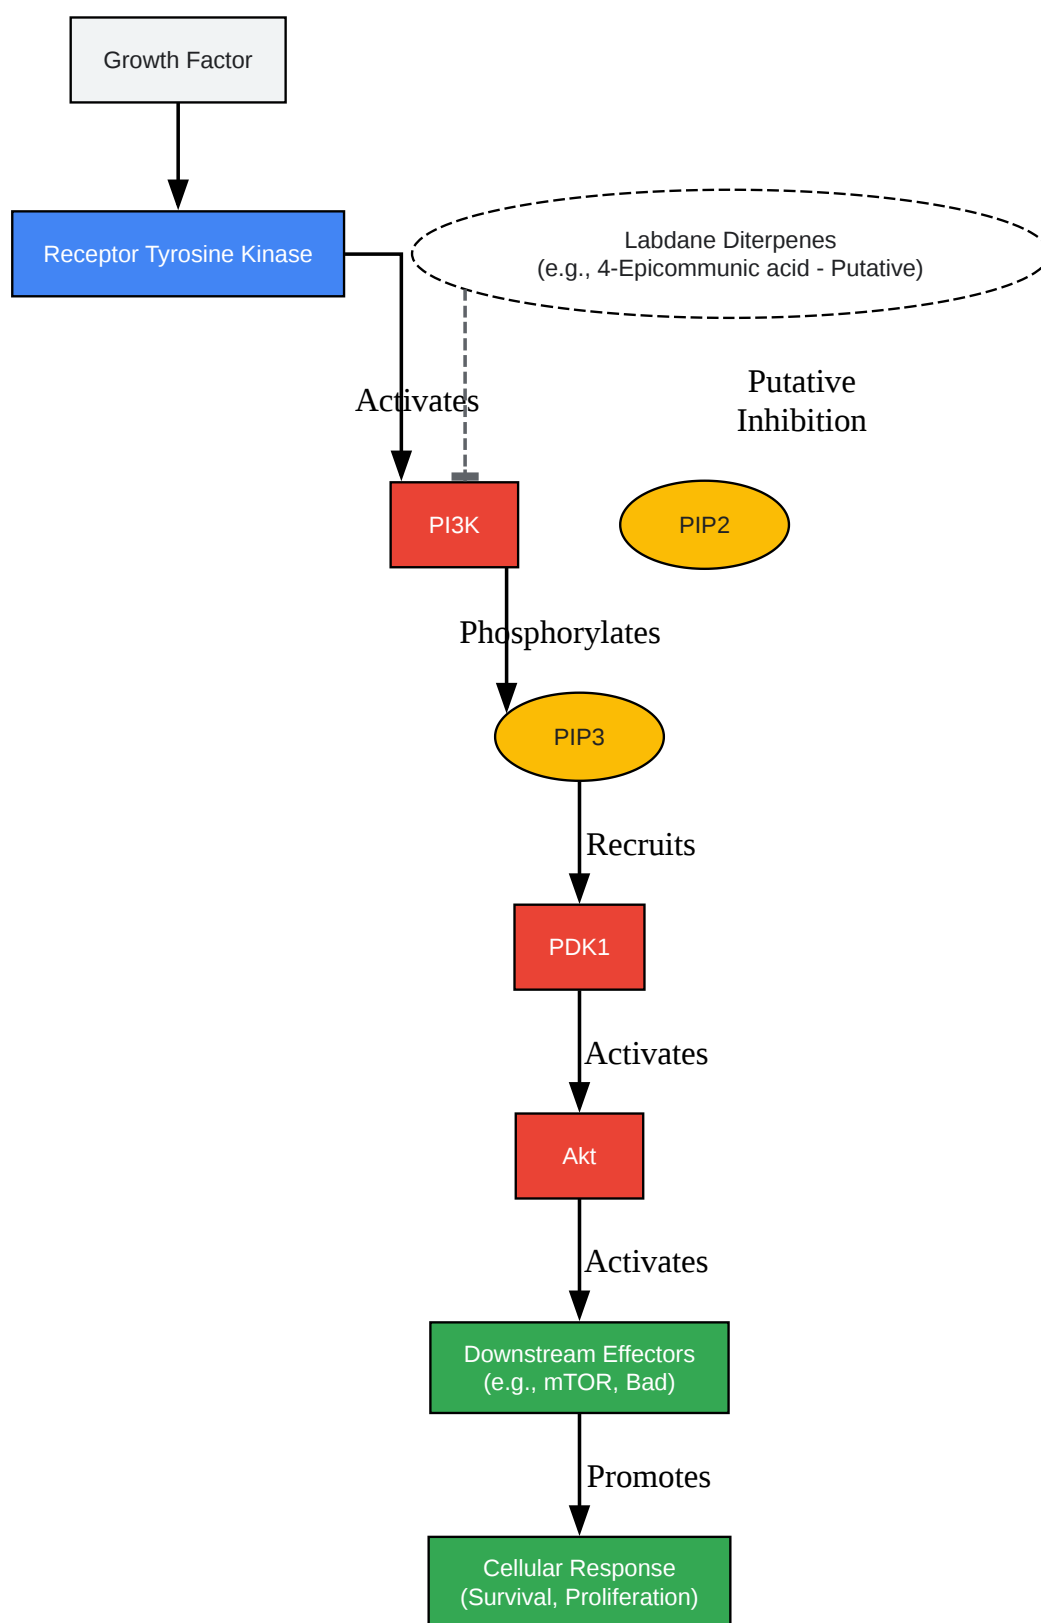 Growth Factor
Receptor Tyrosine Kinase
Labdane Diterpenes
(e.g., 4-Epicommunic acid - Putative)
Activates
Putative
Inhibition
PI3K
PIP2
Phosphorylates
PIP3
Recruits
PDK1
Activates
Akt
Activates
Downstream Effectors
(e.g., mTOR, Bad)
Promotes
Cellular Response
(Survival, Proliferation)